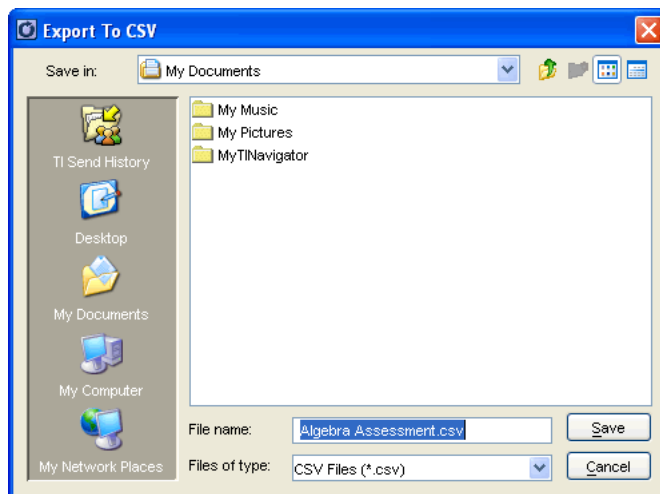 Export To CSV
Save in:
My Documents
TI Send History
Desktop
My Documents
My Computer
My Network Places
My Music
My Pictures
MyTINavigator
File name:
Algebra Assessment.csv
Save
Files of type:
CSV Files (*.csv)
Cancel